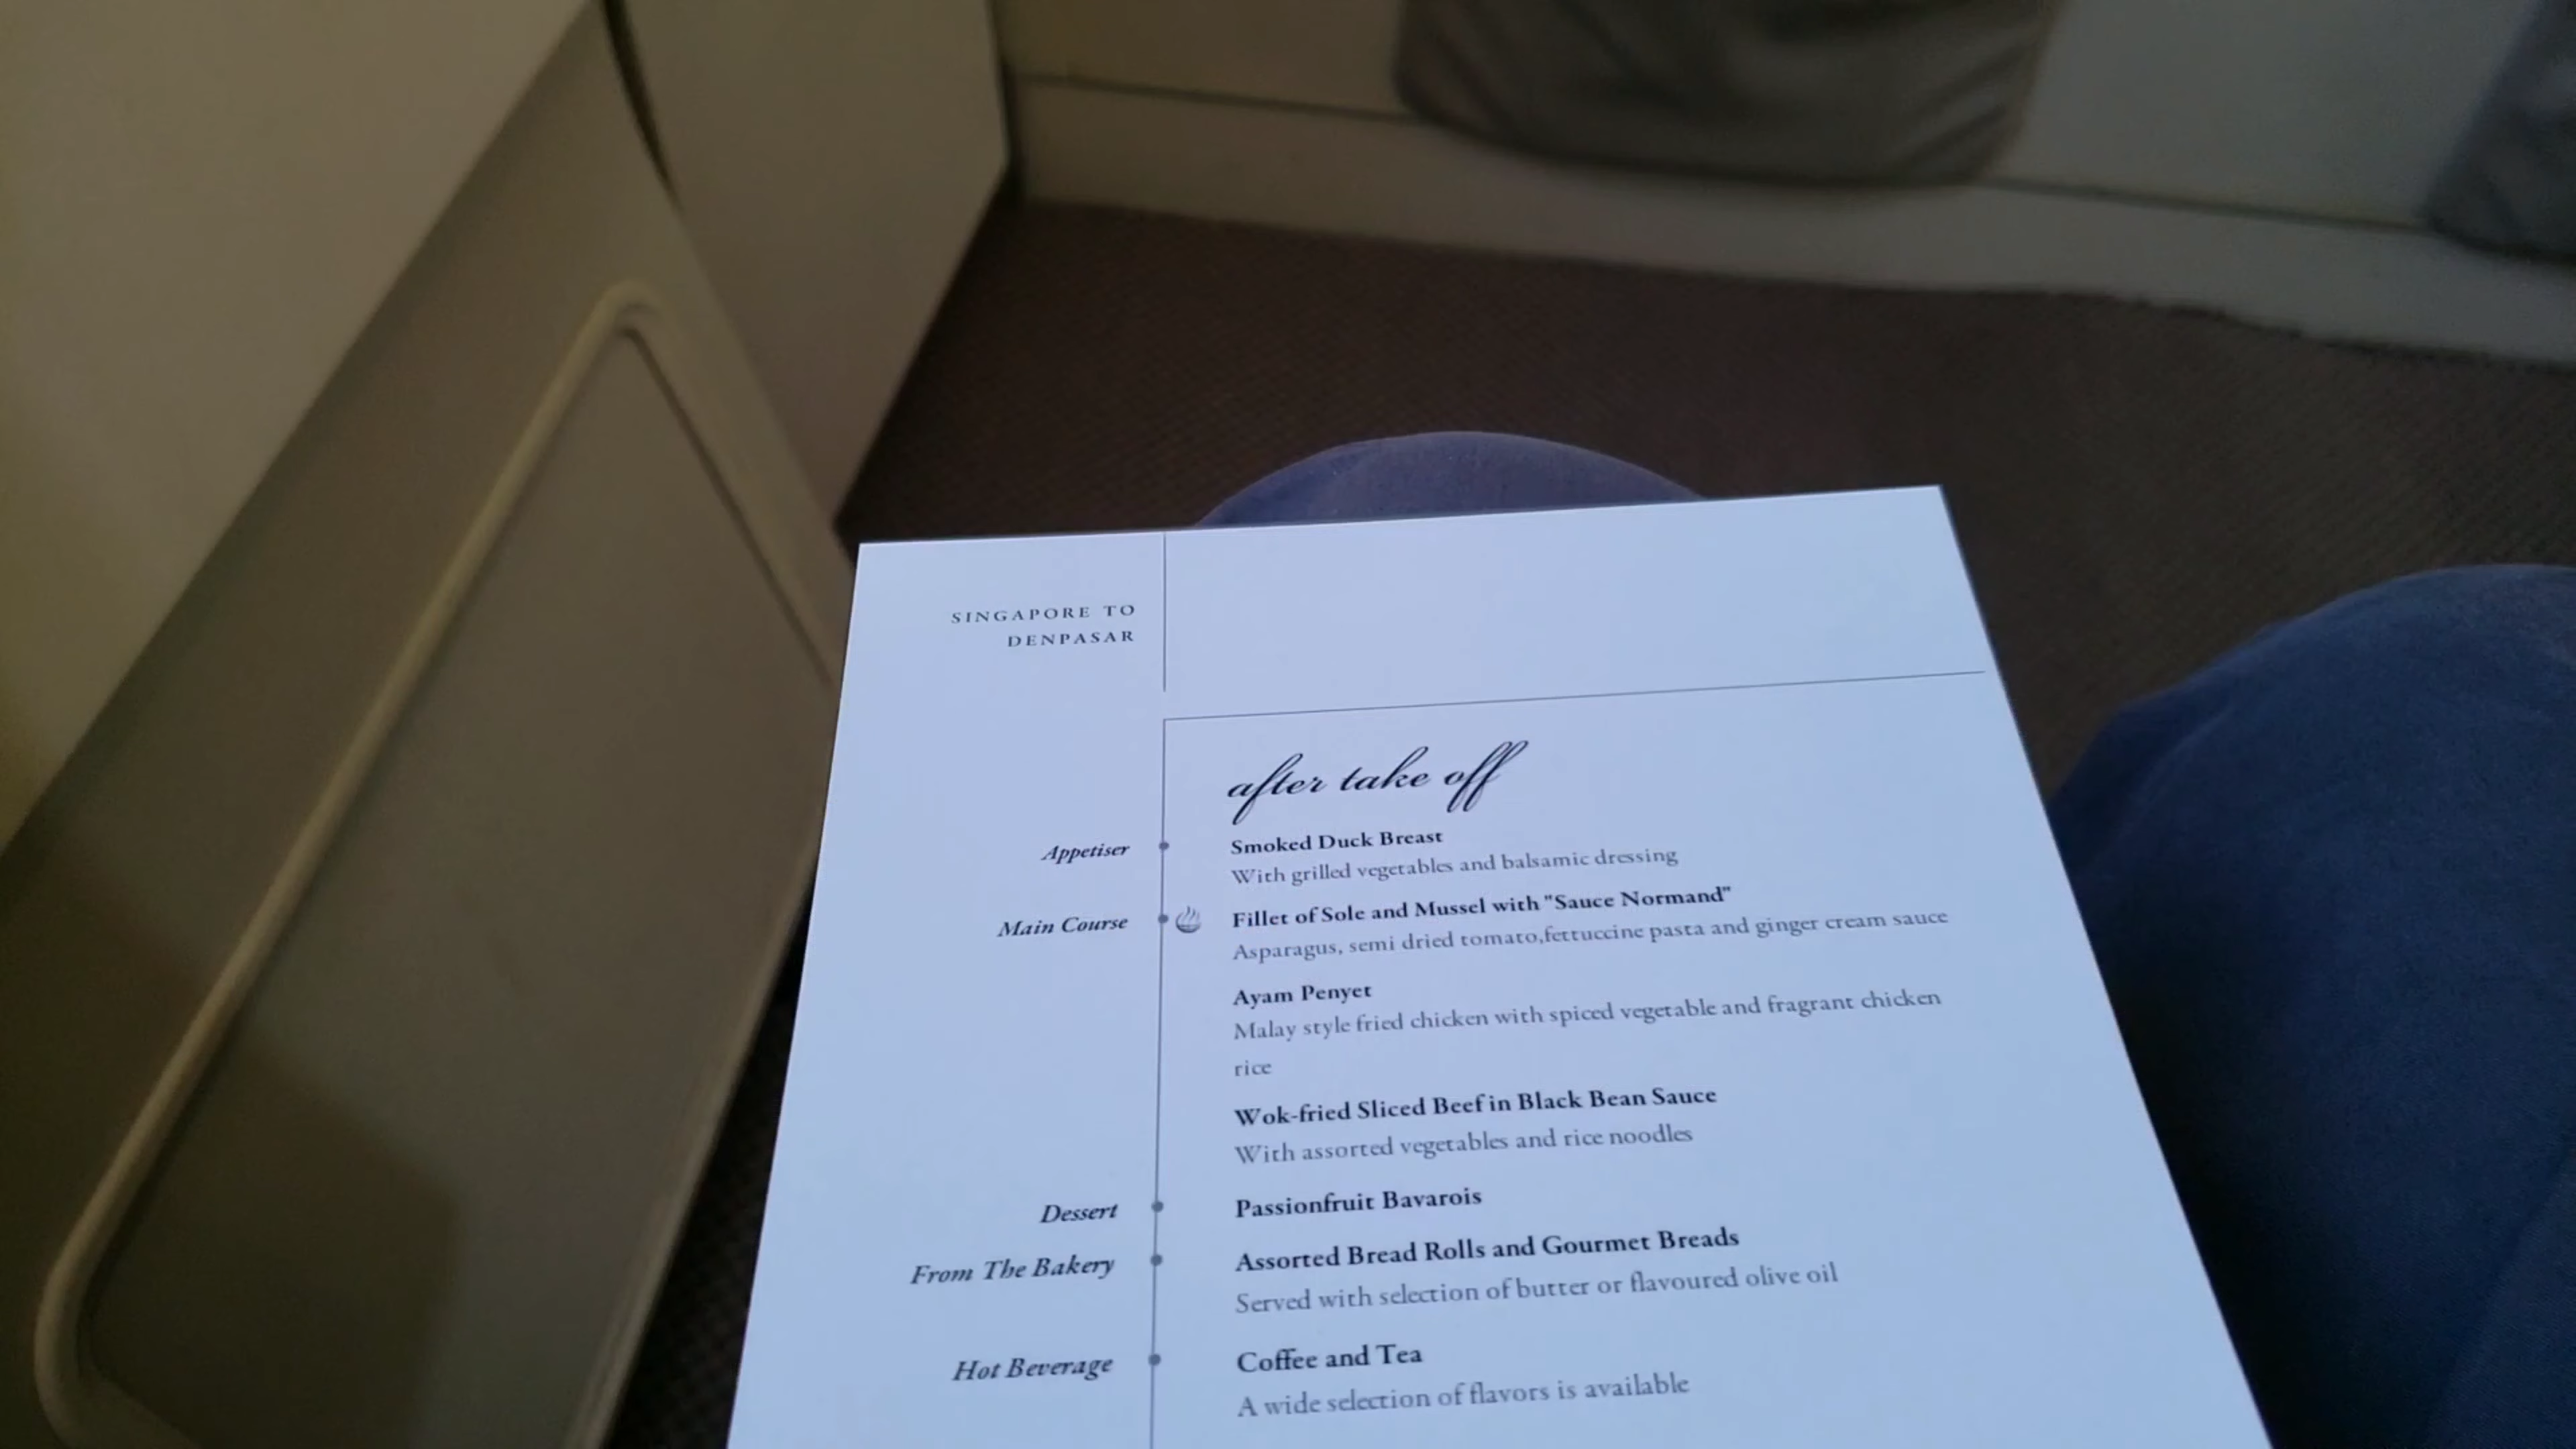 SINGAPORE TO
DENPASAR
after take off
Appetiser
Smoked Duck Breast
With grilled vegetables and balsamic dressing
Main Course
Fillet of Sole and Mussel with "Sauce Normand"
Asparagus, semi dried tomato,fettuccine pasta and ginger cream sauce
Ayam Penyet
Malay style fried chicken with spiced vegetable and fragrant chicken
rice
Wok-fried Sliced Beef in Black Bean Sauce
With assorted vegetables and rice noodles
Dessert
Passionfruit Bavarois
From The Bakery
Assorted Bread Rolls and Gourmet Breads
Served with selection of butter or flavoured olive oil
Hot Beverage
Coffee and Tea
A wide selection of flavors is available